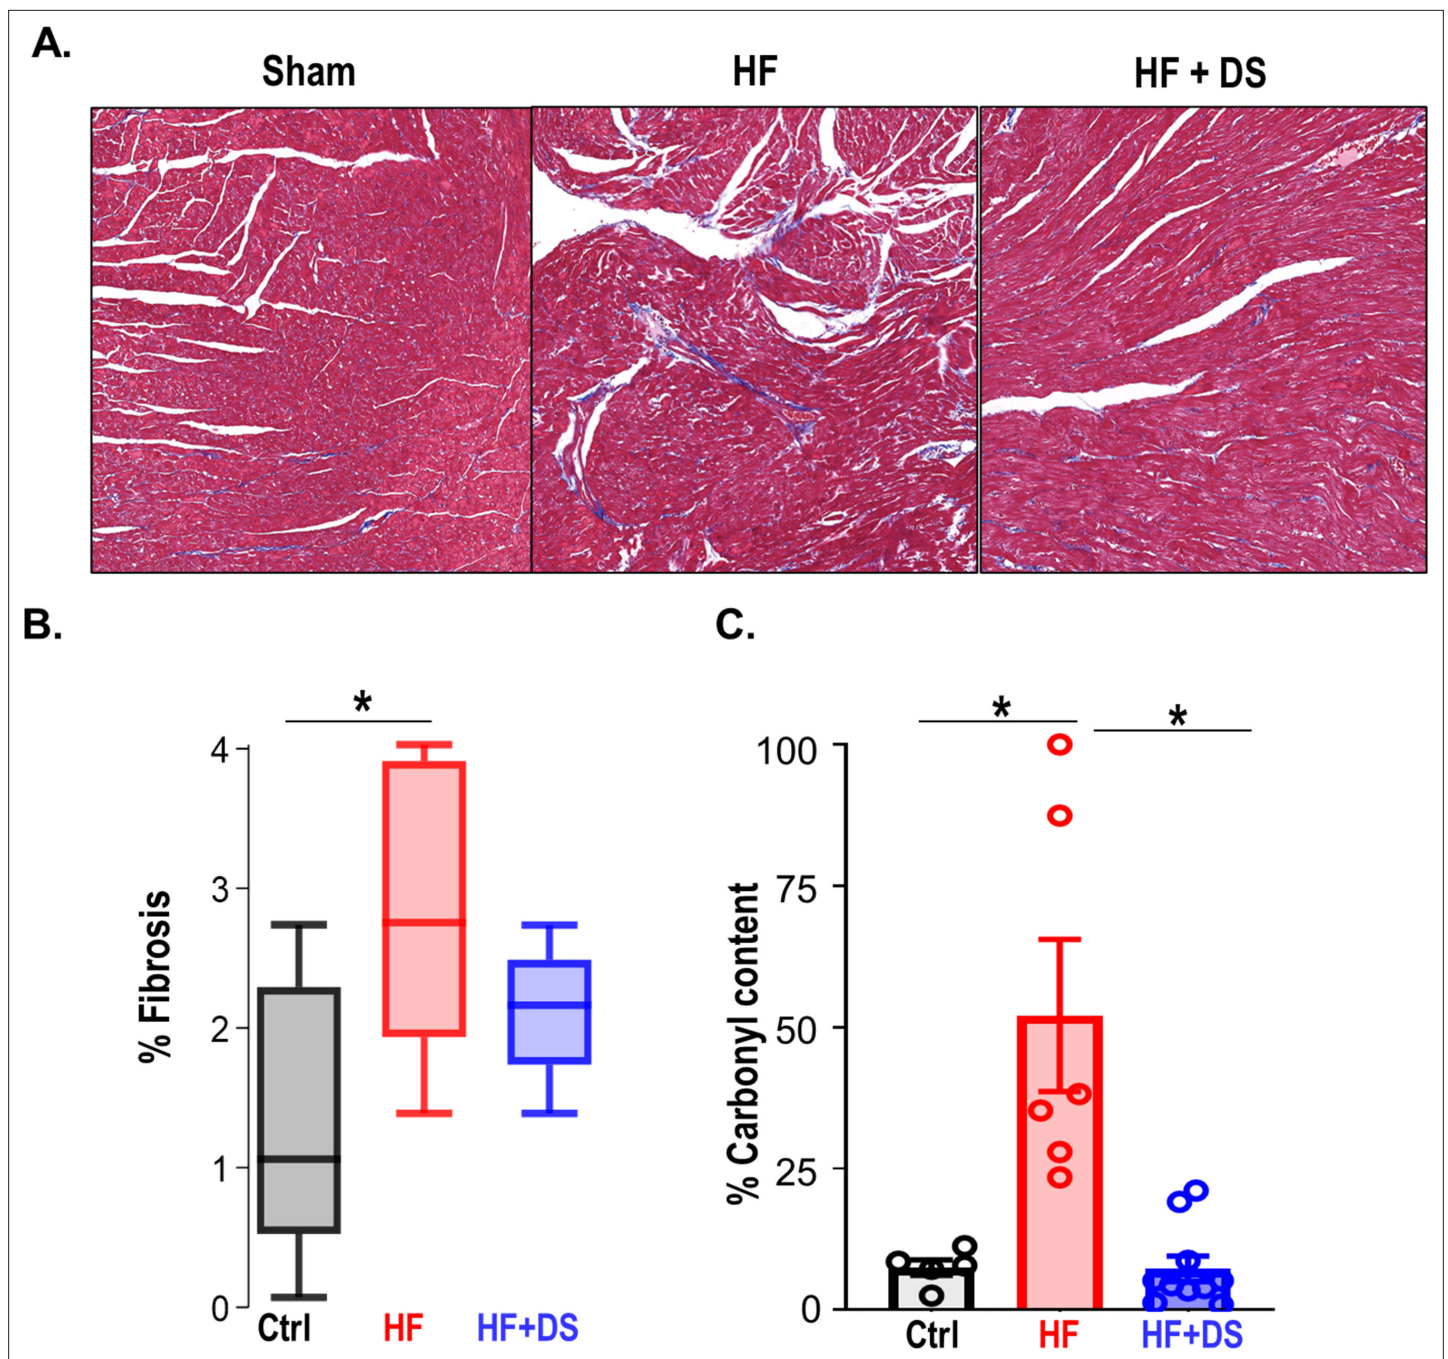 A.
Sham
HF
HF + DS
B.
C.
*
*
*
4
3
2
1
0
% Fibrosis
Ctrl
HF
HF+DS
100
75
50
25
0
% Carbonyl content
Ctrl
HF
HF+DS